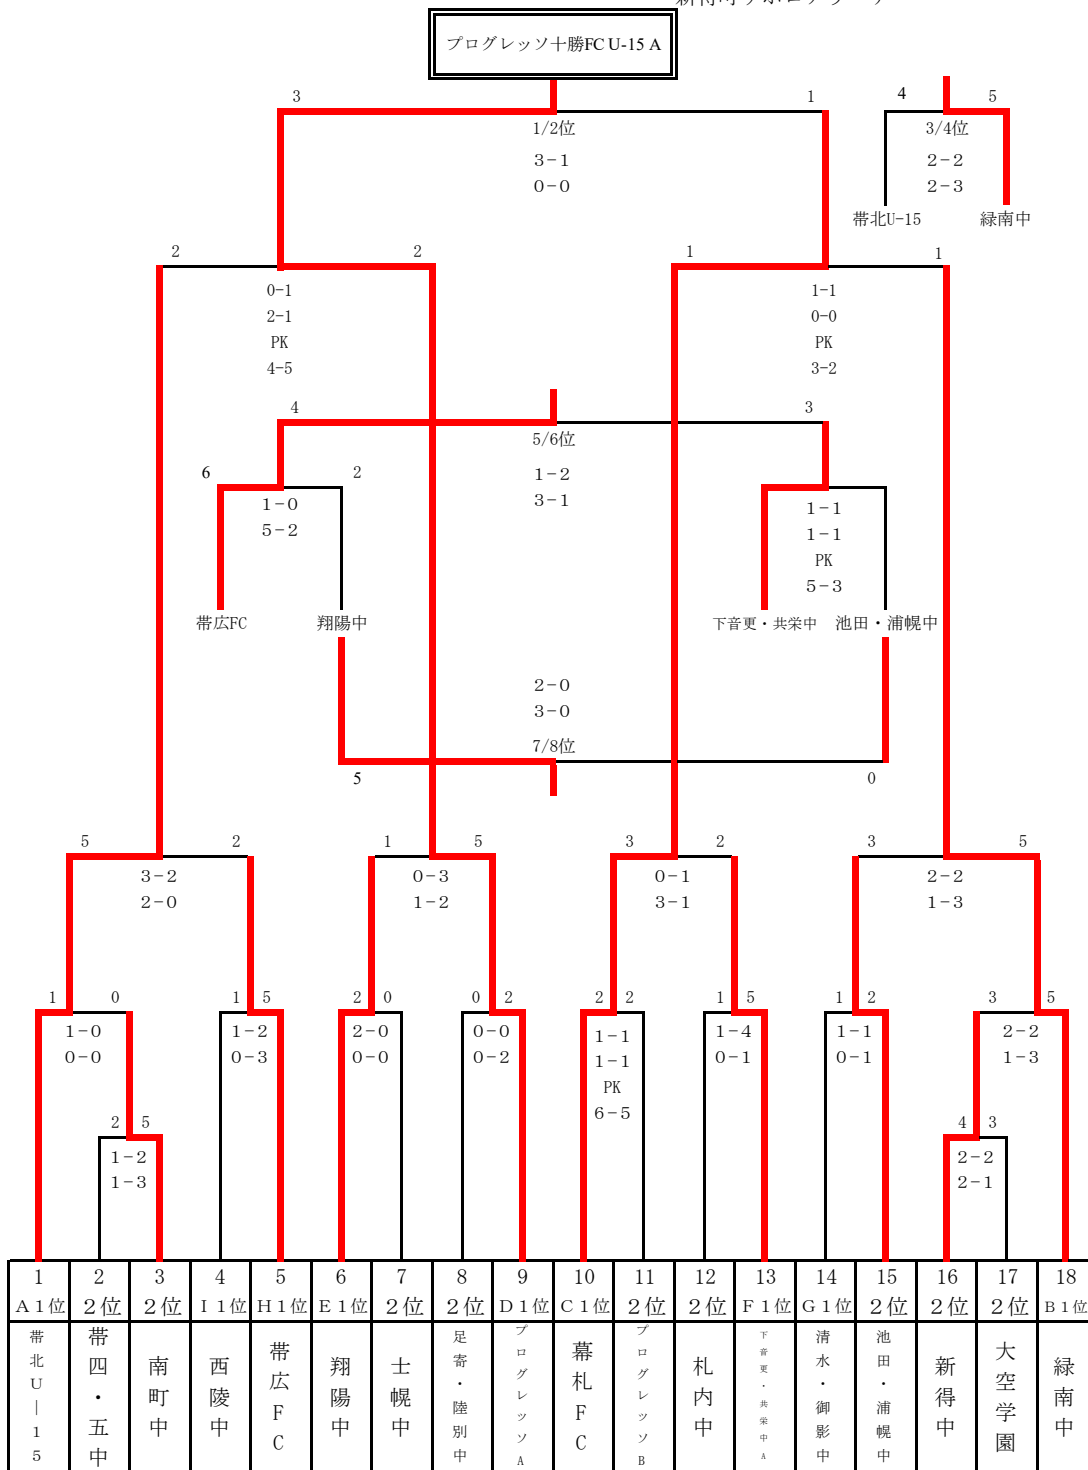 プログレッソ十勝FC U-15 A
3
1
4
5
1/2位
3/4位
3-1
0-0
2-2
2-3
帯北U-15
緑南中
2
2
1
1
0-1
2-1
PK
4-5
1-1
0-0
PK
3-2
4
3
5/6位
6
2
1-2
3-1
1-0
5-2
1-1
1-1
PK
5-3
帯広FC
翔陽中
下音更・共栄中
池田・浦幌中
2-0
3-0
7/8位
5
0
5
2
1
5
3
2
3
5
3-2
2-0
0-3
1-2
0-1
3-1
2-2
1-3
1
0
1
5
2
0
0
2
2
2
1
5
1
2
3
5
1-0
0-0
1-2
0-3
2-0
0-0
0-0
0-2
1-1
1-1
PK
6-5
1-4
0-1
1-1
0-1
2-2
1-3
2
5
4
3
1-2
1-3
2-2
2-1
1 2 3 4 5 6 7 8 9 10 11 12 13 14 15 16 17 18
A1位 2位 2位 I1位 H1位 E1位 2位 2位 D1位 C1位 2位 2位 F1位 G1位 2位 2位 2位 B1位
帯北U―15
帯四・五中
南町中
西陵中
帯広FC
翔陽中
士幌中
足寄・陸別中
プログレッソA
幕札FC
プログレッソB
札内中
下音更・共栄中A
清水・御影中
池田・浦幌中
新得中
大空学園
緑南中